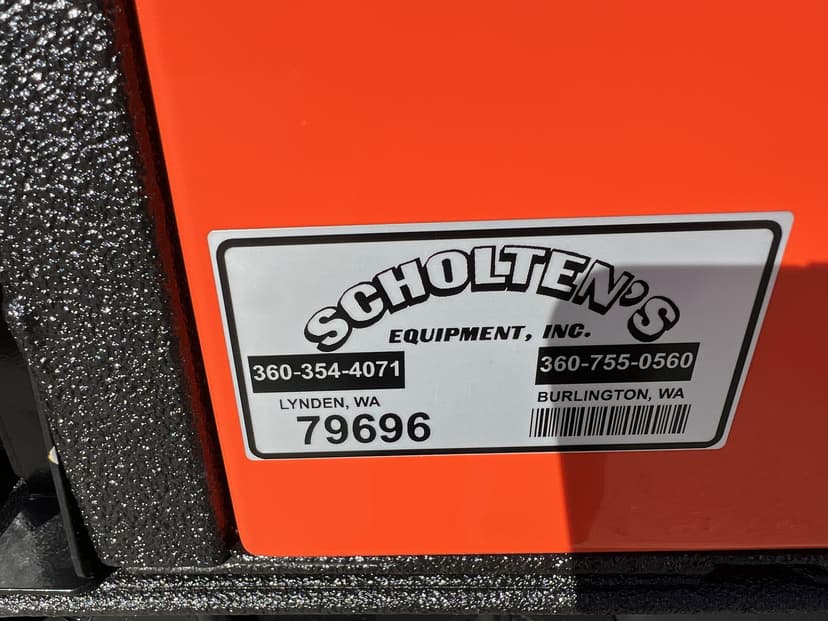 SCHOLTEN'S
EQUIPMENT, INC.
360-354-4071
LYNDEN, WA
79696
360-755-0560
BURLINGTON, WA